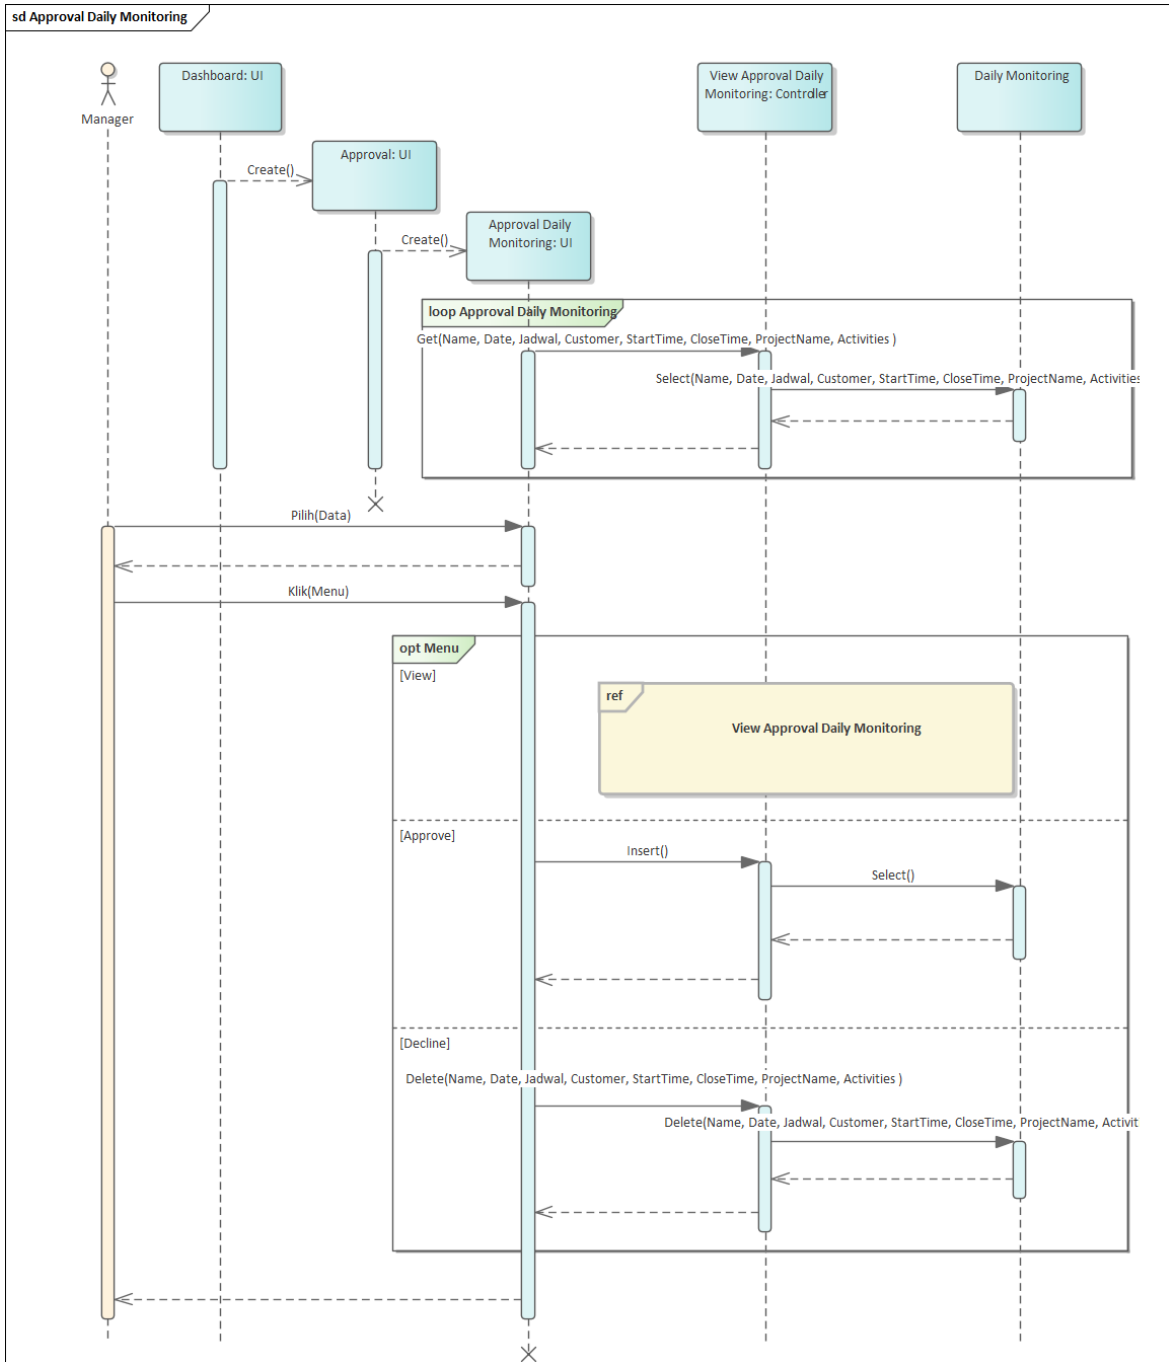 sd Approval Daily Monitoring
Manager
Dashboard: UI
View Approval Daily
Monitoring: Controller
Daily Monitoring
Approval: UI
Create()
Approval Daily
Monitoring: UI
Create()
loop Approval Daily Monitoring
Get(Name, Date, Jadwal, Customer, StartTime, CloseTime, ProjectName, Activities )
Select(Name, Date, Jadwal, Customer, StartTime, CloseTime, ProjectName, Activities
Pilih(Data)
Klik(Menu)
opt Menu
[View]
ref
View Approval Daily Monitoring
[Approve]
Insert()
Select()
[Decline]
Delete(Name, Date, Jadwal, Customer, StartTime, CloseTime, ProjectName, Activities )
Delete(Name, Date, Jadwal, Customer, StartTime, CloseTime, ProjectName, Activit